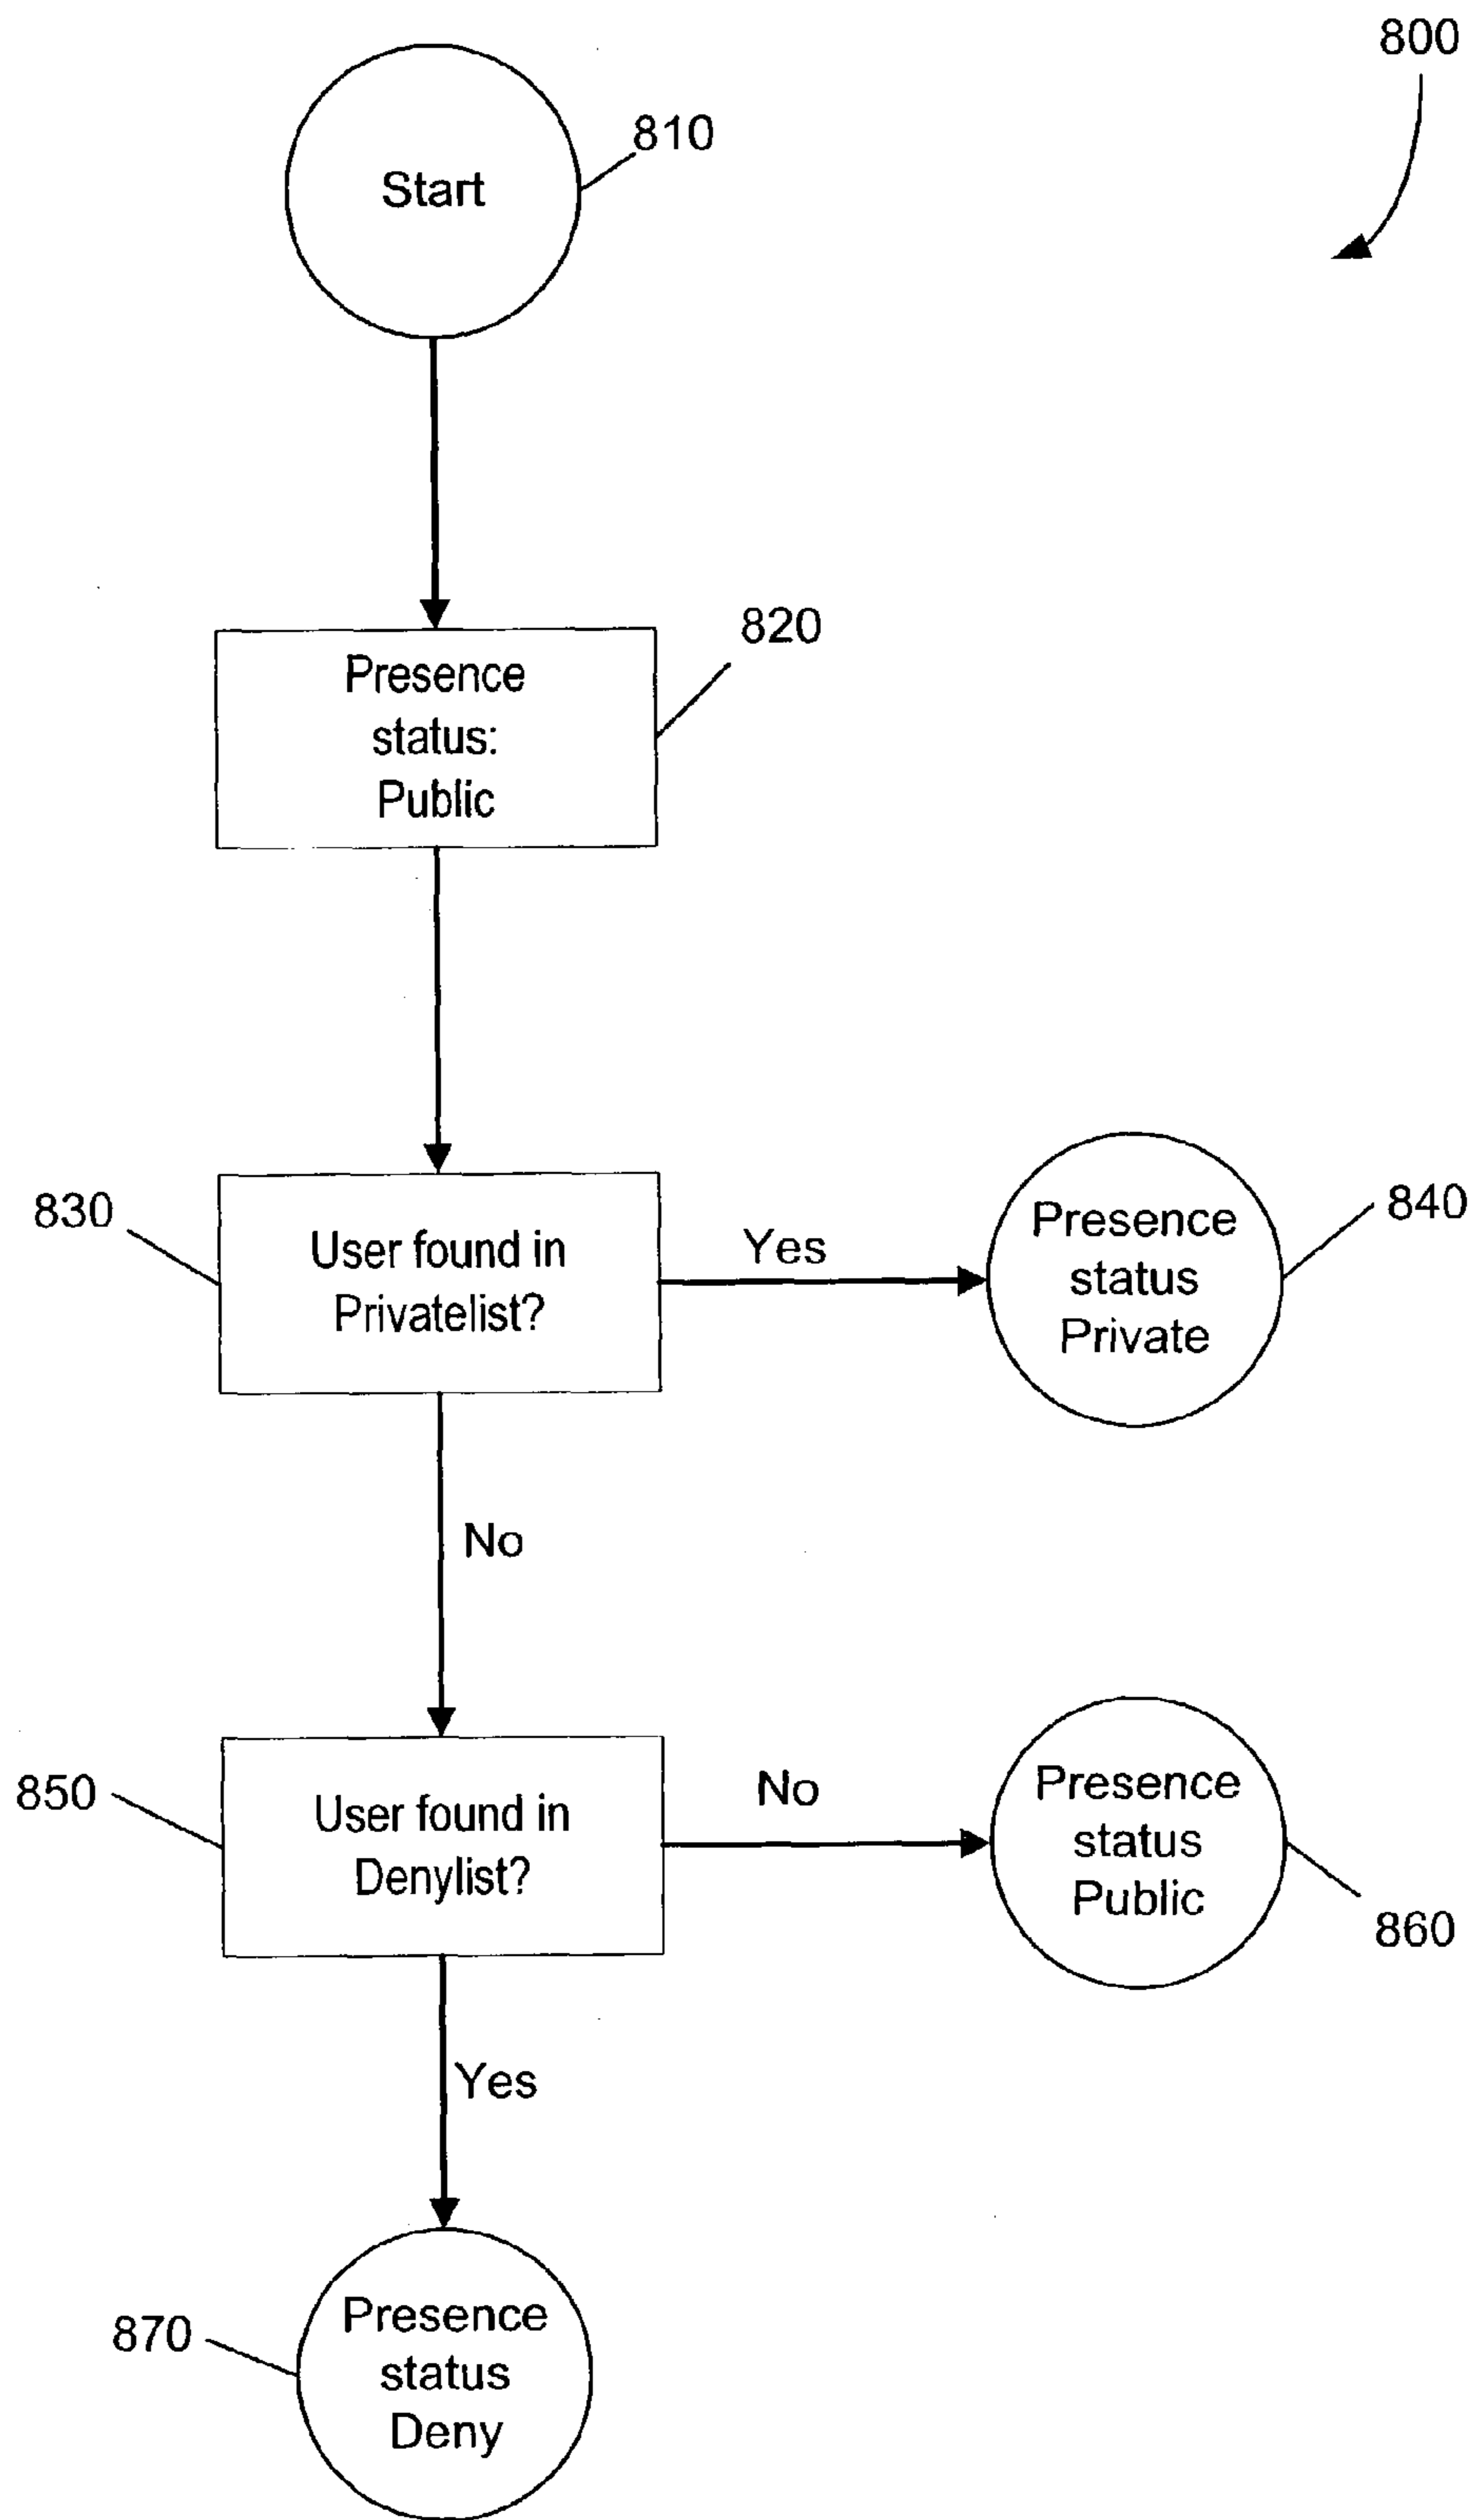 800
810
Start
820
Presence
status:
Public
830
User found in
Privatelist?
Yes
840
Presence
status
Private
No
850
User found in
Denylist?
No
Presence
status
Public
860
Yes
870
Presence
status
Deny